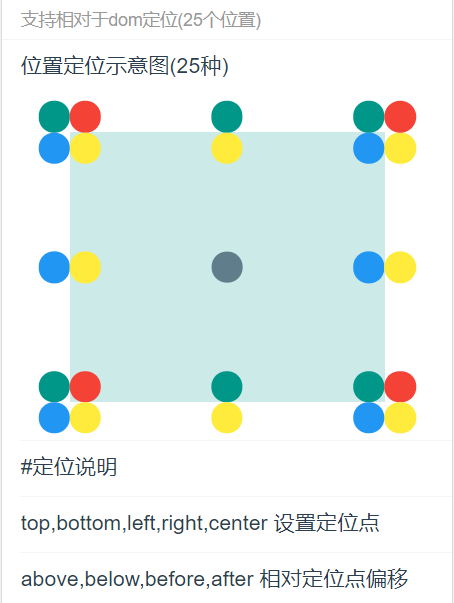 支持相对于dom定位(25个位置)
位置定位示意图(25种)
#定位说明
top,bottom,left,right,center 设置定位点
above,below,before,after 相对定位点偏移